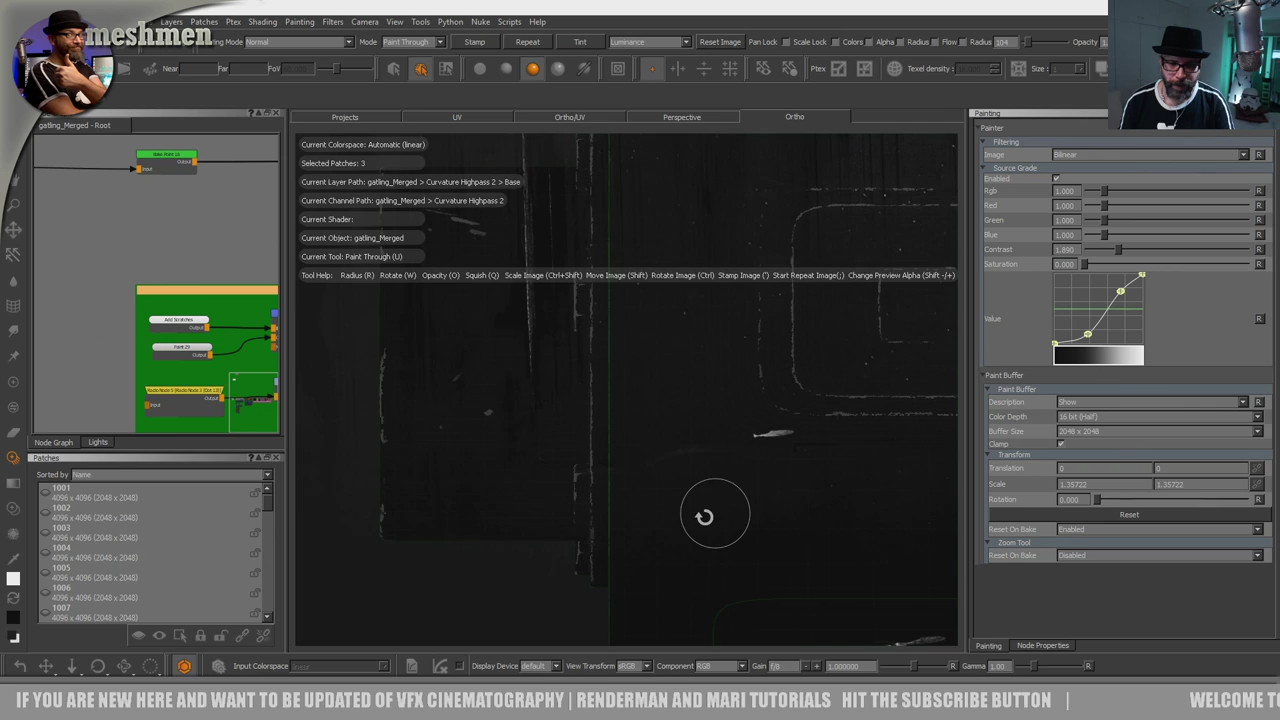 Layers Patches Ptex Shading Painting Filters Camera View Tools Python Nuke Scripts Help
meshmen
Mode Normal Mode Paint Through Stamp Repeat Tint Luminance Reset Image Pan Lock Scale Lock Colors Alpha Radius Flow Radius 104 Opacity
Near Far FoV Ptex Texel density: Size : 1
gatling_Merged - Root
Projects UV Ortho/UV Perspective Ortho
Current Colorspace: Automatic (linear)
Selected Patches: 3
Current Layer Path: gatling_Merged > Curvature Highpass 2 > Base
Current Channel Path: gatling_Merged > Curvature Highpass 2
Current Shader:
Current Object: gatling_Merged
Current Tool: Paint Through (U)
Tool Help: Radius (R) Rotate (W) Opacity (O) Squish (Q) Scale Image (Ctrl+Shift) Move Image (Shift) Rotate Image (Ctrl) Stamp Image (') Start Repeat Image(;) Change Preview Alpha (Shift -/+)
Output
Input
Add Scratches
Output
Paint 29
Output
Output
Input
Node Graph Lights
Patches
Sorted by Name
1001
4096 x 4096 (2048 x 2048)
1002
4096 x 4096 (2048 x 2048)
1003
4096 x 4096 (2048 x 2048)
1004
4096 x 4096 (2048 x 2048)
1005
4096 x 4096 (2048 x 2048)
1006
4096 x 4096 (2048 x 2048)
1007
4096 x 4096 (2048 x 2048)
Painting
Painter
Filtering
Image Bilinear R
Source Grade
Enabled R
Rgb 1.000 R
Red 1.000 R
Green 1.000 R
Blue 1.000 R
Contrast 1.890 R
Saturation 0.000 R
Value R
Paint Buffer
Paint Buffer
Description Show R
Color Depth 16 bit (Half)
Buffer Size 2048 x 2048
Clamp R
Transform
Translation 0 0
Scale 1.35722 1.35722
Rotation 0.000 R
Reset
Reset On Bake Enabled R
Zoom Tool
Reset On Bake Disabled R
Painting Node Properties
Input Colorspace linear Display Device default View Transform sRGB Component RGB Gain f/8 - + 1.000000 R Gamma 1.00 R
IF YOU ARE NEW HERE AND WANT TO BE UPDATED OF VFX CINEMATOGRAPHY | RENDERMAN AND MARI TUTORIALS HIT THE SUBSCRIBE BUTTON | WELCOME TO